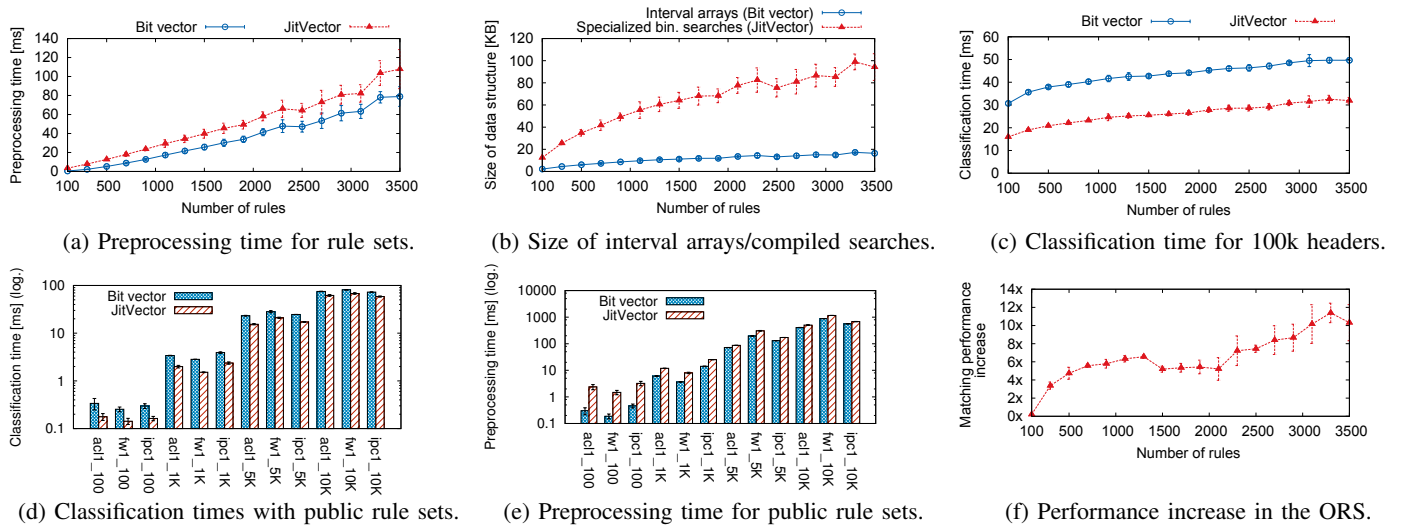 Bit vector
JitVector
Preprocessing time [ms]
140
120
100
80
60
40
20
0
100 500 1000 1500 2000 2500 3000 3500
Number of rules
(a) Preprocessing time for rule sets.
Interval arrays (Bit vector)
Specialized bin. searches (JitVector)
Size of data structure [KB]
120
100
80
60
40
20
0
100 500 1000 1500 2000 2500 3000 3500
Number of rules
(b) Size of interval arrays/compiled searches.
Bit vector
JitVector
Classification time [ms]
60
50
40
30
20
10
0
100 500 1000 1500 2000 2500 3000 3500
Number of rules
(c) Classification time for 100k headers.
Classification time [ms] (log.)
100
10
1
0.1
Bit vector
JitVector
acl1_100
fw1_100
ipc1_100
acl1_1K
fw1_1K
ipc1_1K
acl1_5K
fw1_5K
ipc1_5K
acl1_10K
fw1_10K
ipc1_10K
(d) Classification times with public rule sets.
Preprocessing time [ms] (log.)
10000
1000
100
10
1
0.1
Bit vector
JitVector
acl1_100
fw1_100
ipc1_100
acl1_1K
fw1_1K
ipc1_1K
acl1_5K
fw1_5K
ipc1_5K
acl1_10K
fw1_10K
ipc1_10K
(e) Preprocessing time for public rule sets.
Matching performance
increase
14x
12x
10x
8x
6x
4x
2x
0x
100 500 1000 1500 2000 2500 3000 3500
Number of rules
(f) Performance increase in the ORS.